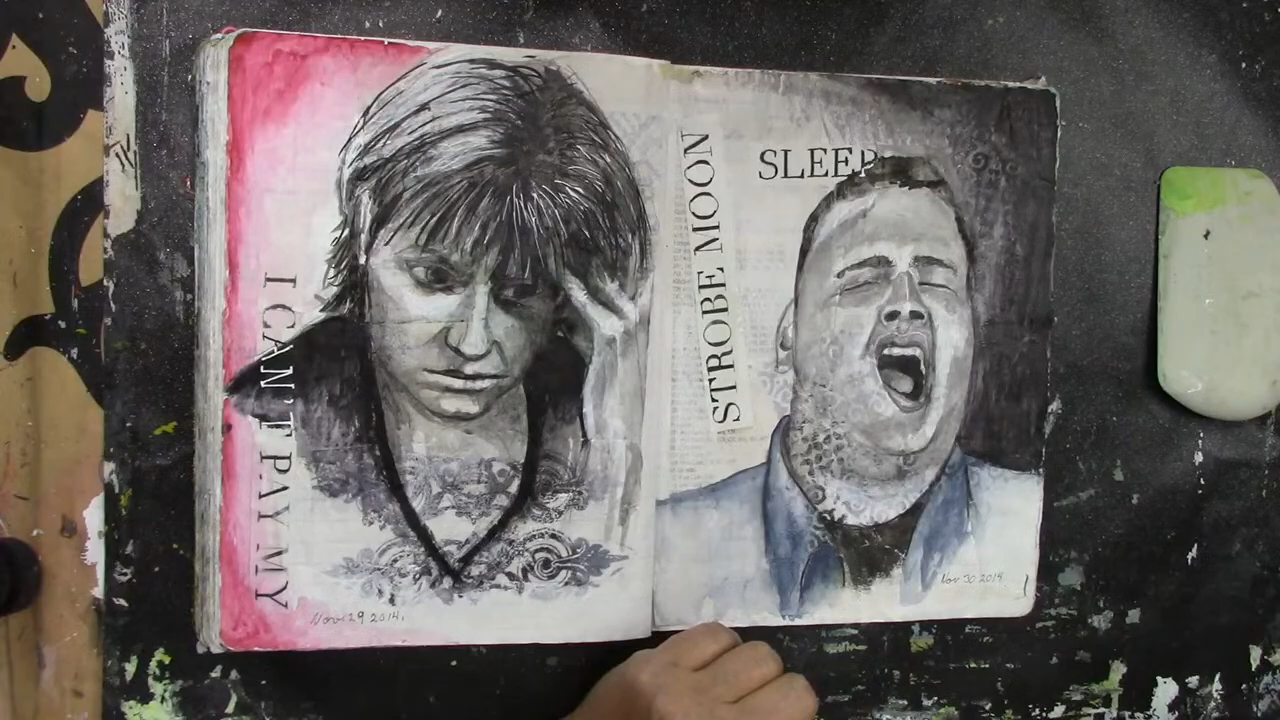 I CAN'T PAY MY
Nov 29 2014.
STROBE MOON
SLEEP
Nov 30 2014